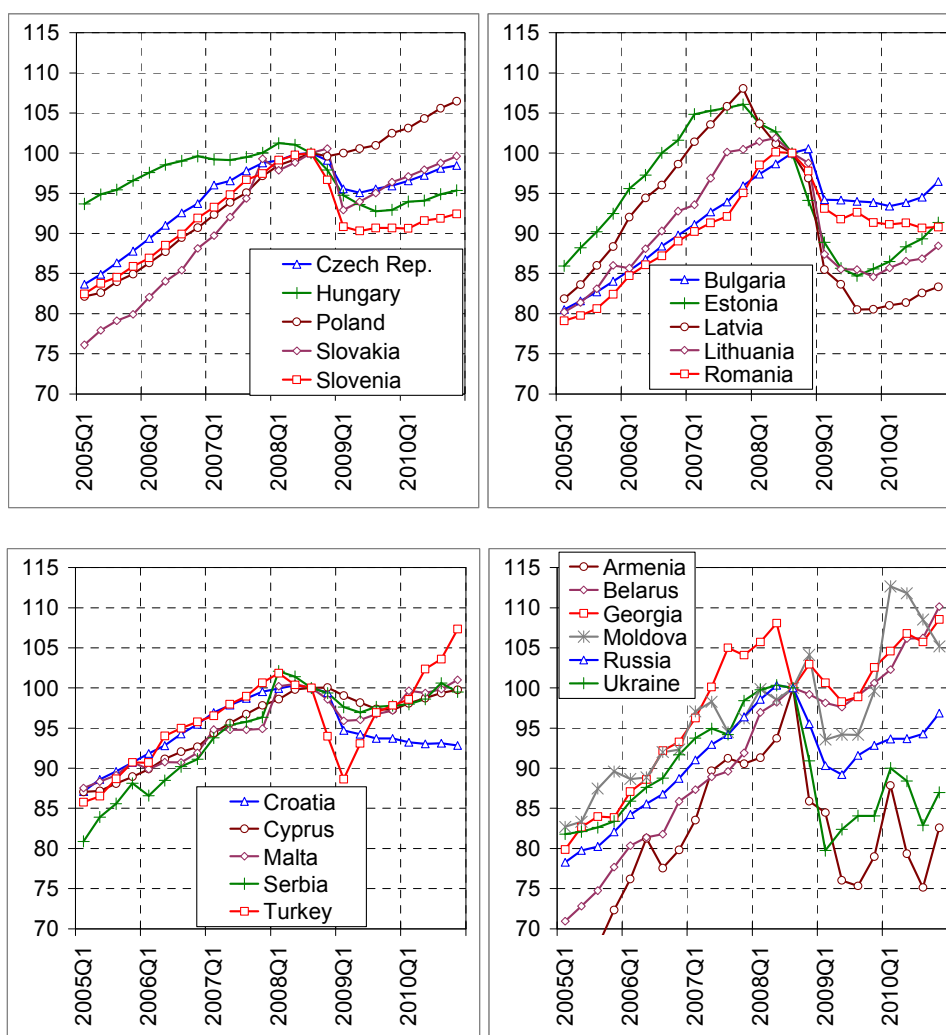 115
110
105
100
95
90
85
80
75
70
Czech Rep.
Hungary
Poland
Slovakia
Slovenia
2005Q1
2006Q1
2007Q1
2008Q1
2009Q1
2010Q1
115
110
105
100
95
90
85
80
75
70
Bulgaria
Estonia
Latvia
Lithuania
Romania
2005Q1
2006Q1
2007Q1
2008Q1
2009Q1
2010Q1
115
110
105
100
95
90
85
80
75
70
Croatia
Cyprus
Malta
Serbia
Turkey
2005Q1
2006Q1
2007Q1
2008Q1
2009Q1
2010Q1
115
110
105
100
95
90
85
80
75
70
Armenia
Belarus
Georgia
Moldova
Russia
Ukraine
2005Q1
2006Q1
2007Q1
2008Q1
2009Q1
2010Q1